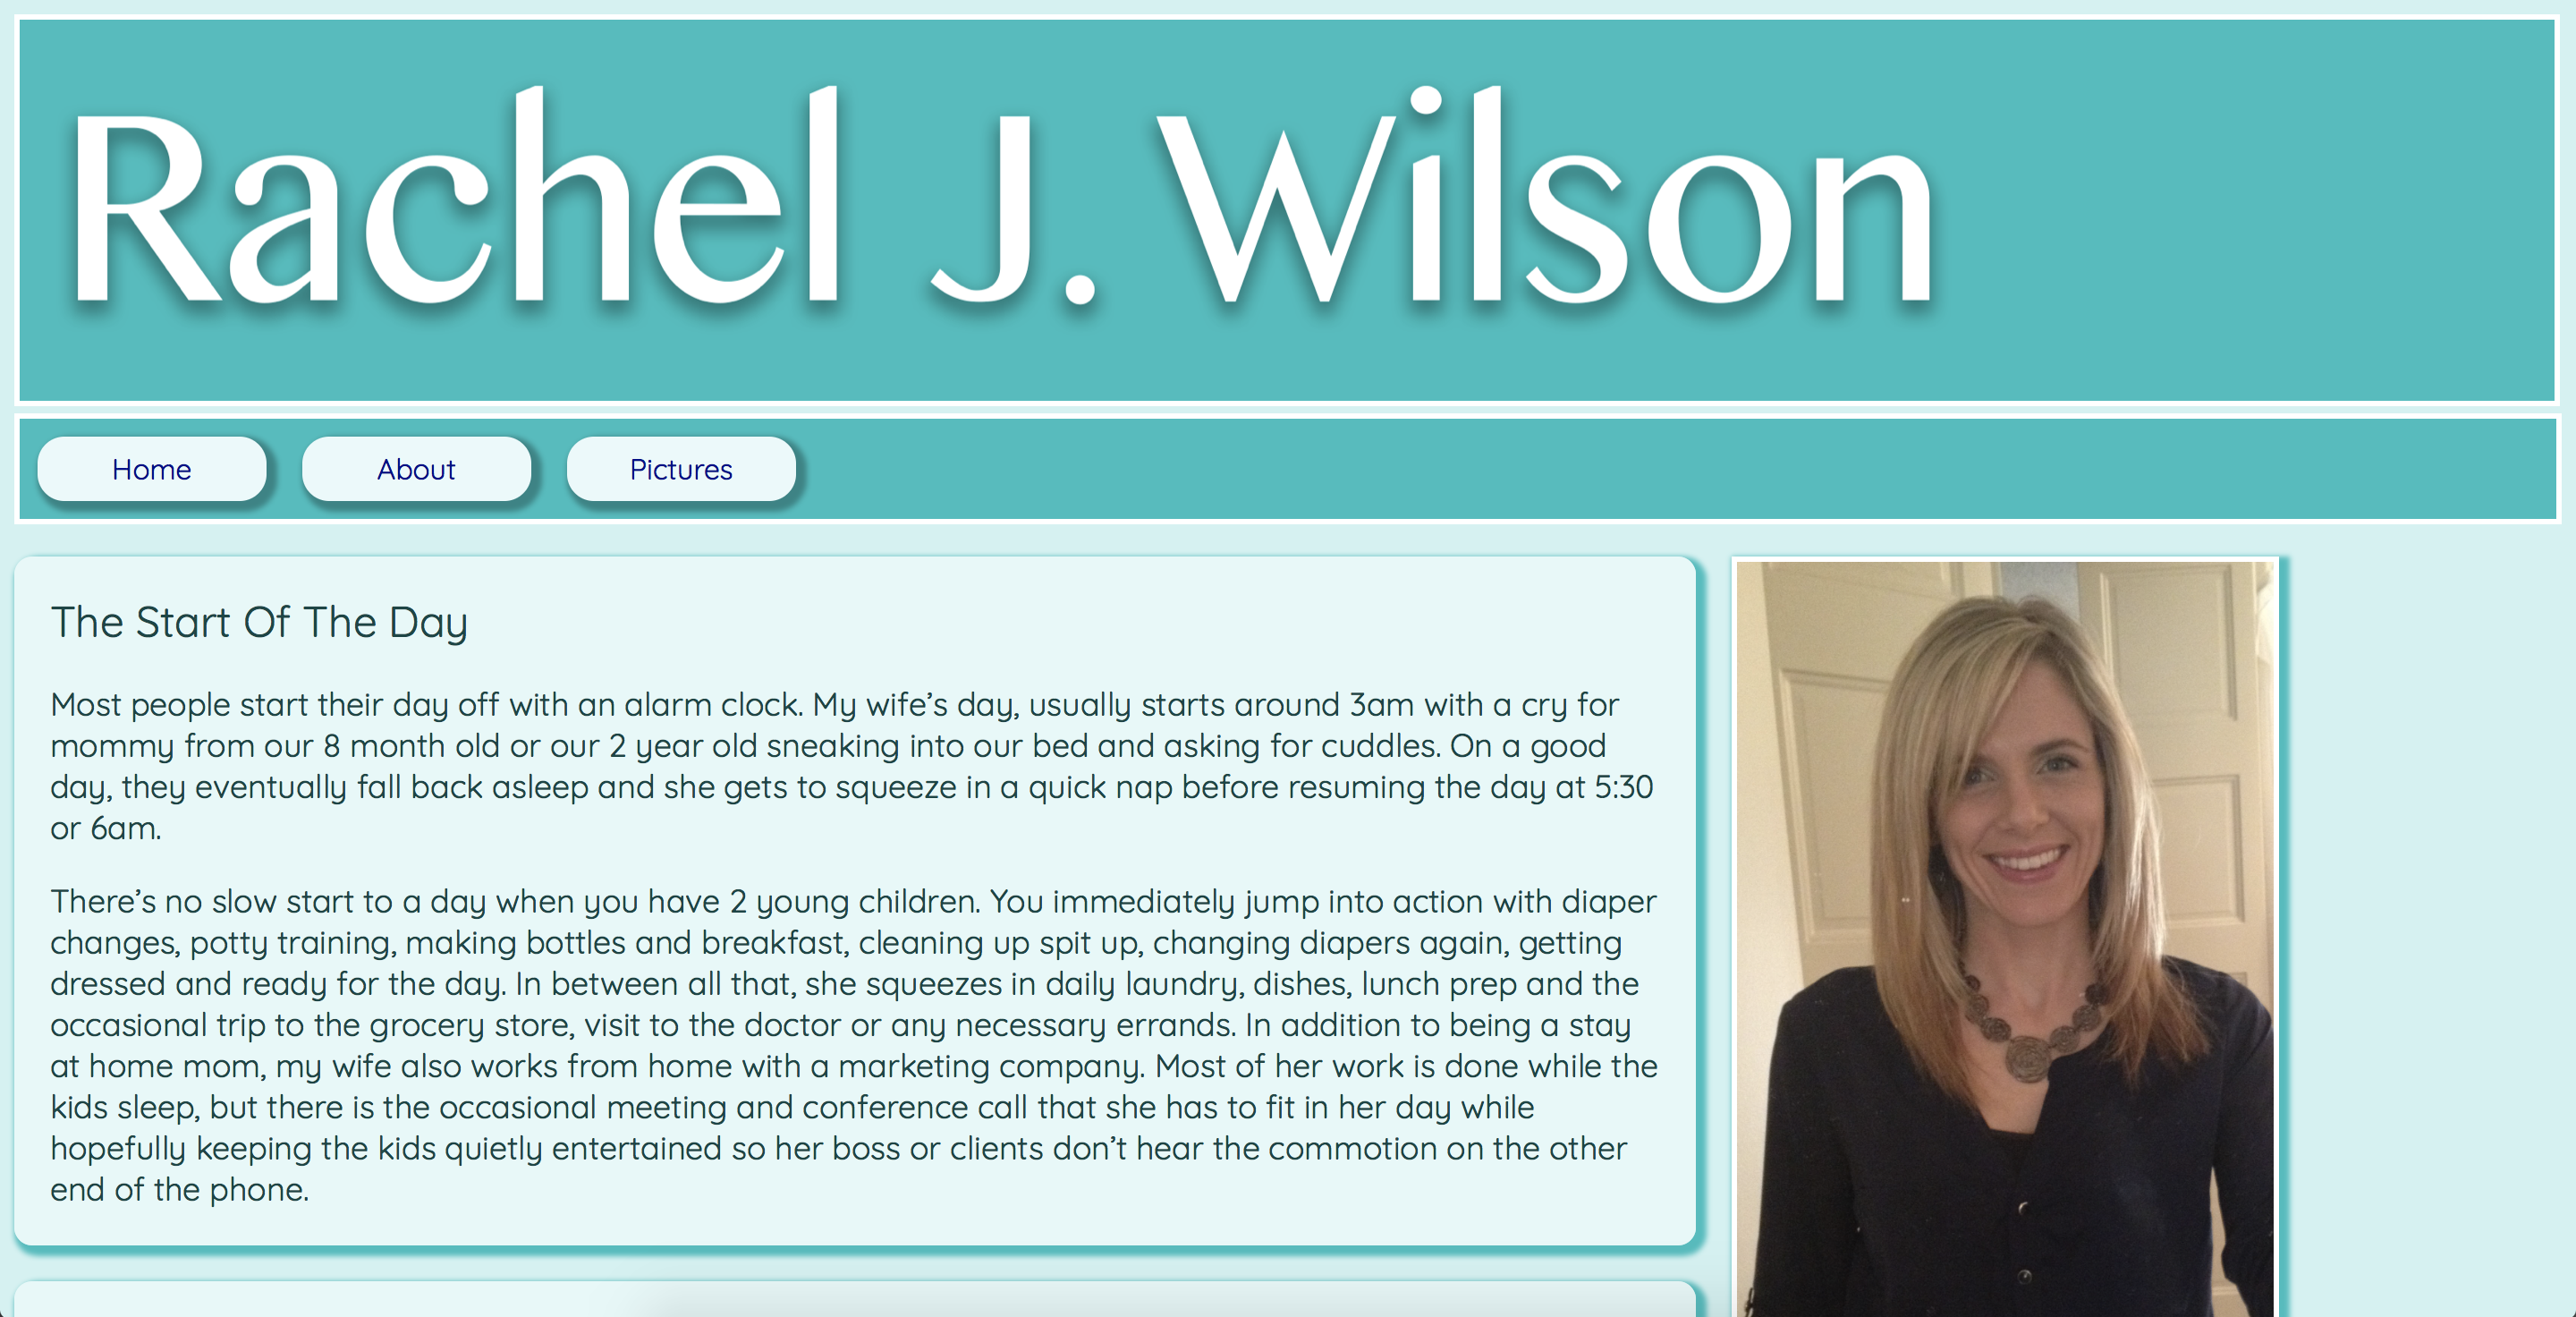 Rachel J. Wilson
Home
About
Pictures
The Start Of The Day
Most people start their day off with an alarm clock. My wife’s day, usually starts around 3am with a cry for
mommy from our 8 month old or our 2 year old sneaking into our bed and asking for cuddles. On a good
day, they eventually fall back asleep and she gets to squeeze in a quick nap before resuming the day at 5:30
or 6am.
There’s no slow start to a day when you have 2 young children. You immediately jump into action with diaper
changes, potty training, making bottles and breakfast, cleaning up spit up, changing diapers again, getting
dressed and ready for the day. In between all that, she squeezes in daily laundry, dishes, lunch prep and the
occasional trip to the grocery store, visit to the doctor or any necessary errands. In addition to being a stay
at home mom, my wife also works from home with a marketing company. Most of her work is done while the
kids sleep, but there is the occasional meeting and conference call that she has to fit in her day while
hopefully keeping the kids quietly entertained so her boss or clients don’t hear the commotion on the other
end of the phone.